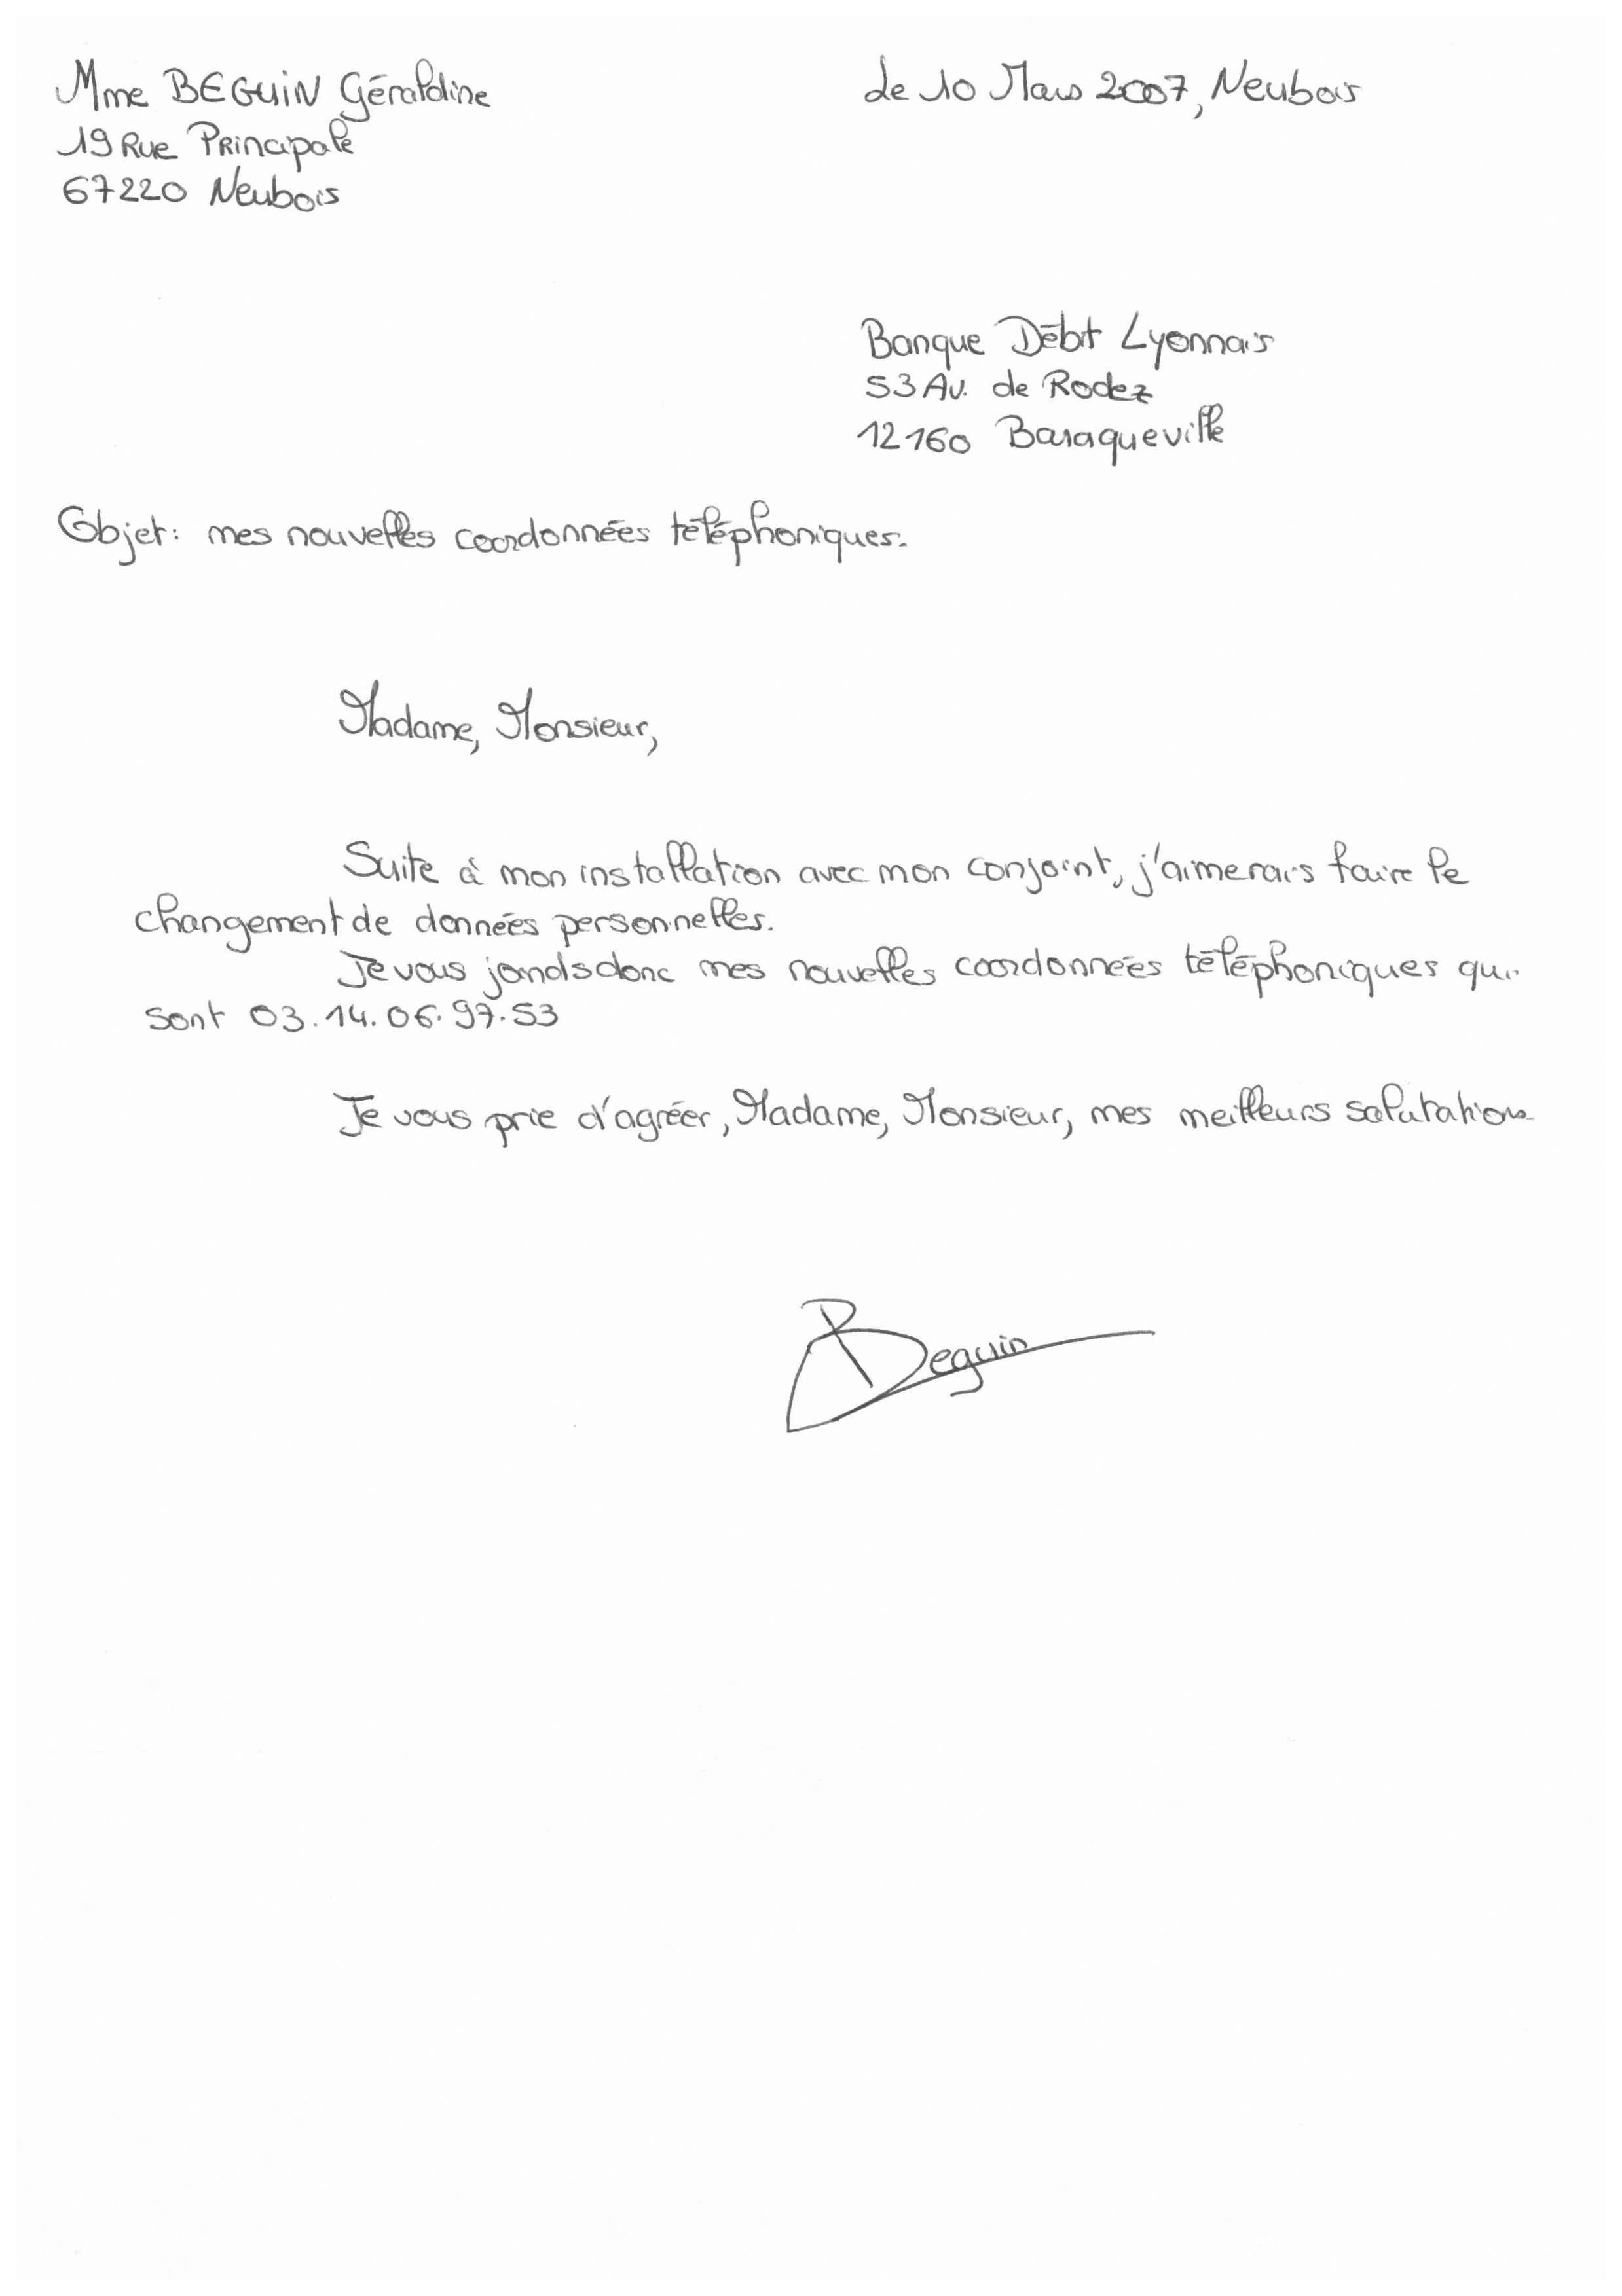 Mme BEGUIN Géraldine
19 Rue Principale
67220 Neubois
Le 10 Mars 2007, Neubois
Banque Débit Lyonnais
53 Av. de Rodez
12160 Baraqueville
Objet: mes nouvelles coordonnées téléphoniques.
Madame, Monsieur,
Suite à mon installation avec mon conjoint, j'aimerais faire le
changement de données personnelles.
Je vous joinds donc mes nouvelles coordonnées téléphoniques qui
sont 03.14.06.97.53
Je vous prie d'agréer, Madame, Monsieur, mes meilleurs salutations
Beguin